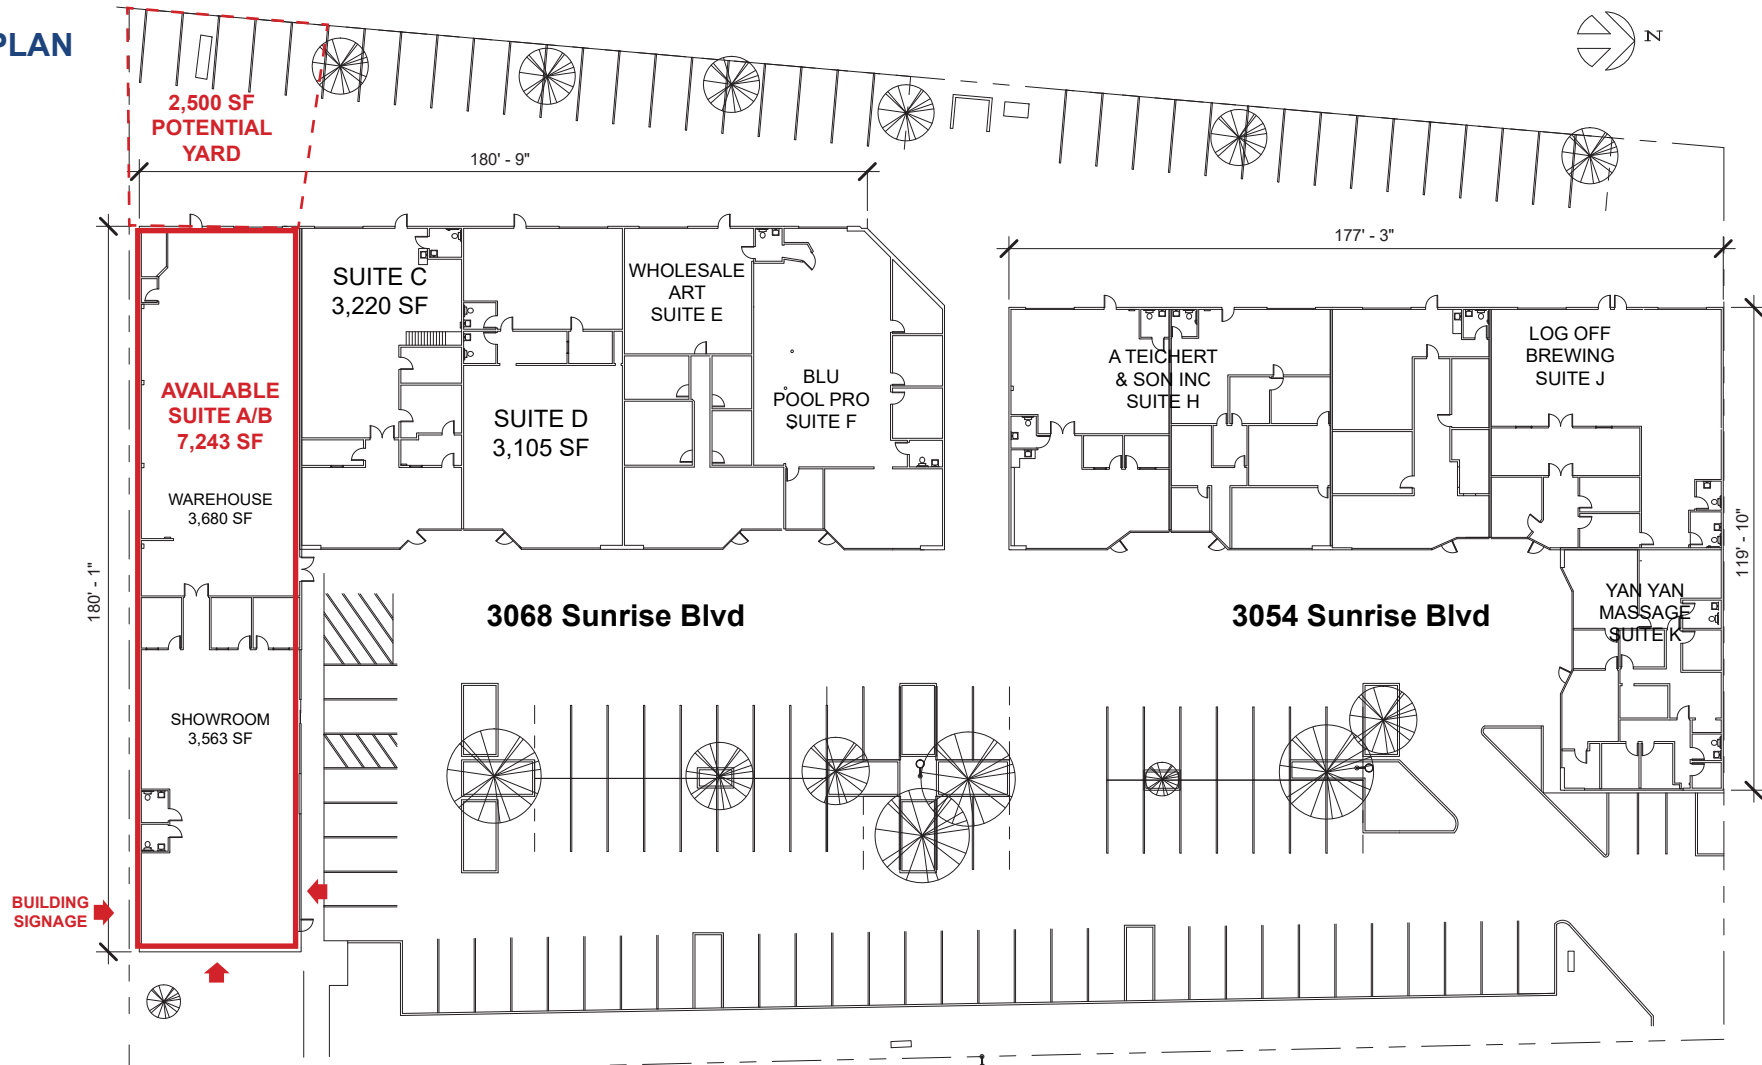 PLAN
N
2,500 SF
POTENTIAL
YARD
180' - 9"
177' - 3"
SUITE C
3,220 SF
WHOLESALE
ART
SUITE E
LOG OFF
BREWING
SUITE J
A TEICHERT
& SON INC
SUITE H
BLU
POOL PRO
SUITE F
AVAILABLE
SUITE A/B
7,243 SF
SUITE D
3,105 SF
WAREHOUSE
3,680 SF
180' - 1"
119' - 10"
3068 Sunrise Blvd
3054 Sunrise Blvd
YAN YAN
MASSAGE
SUITE K
SHOWROOM
3,563 SF
BUILDING
SIGNAGE